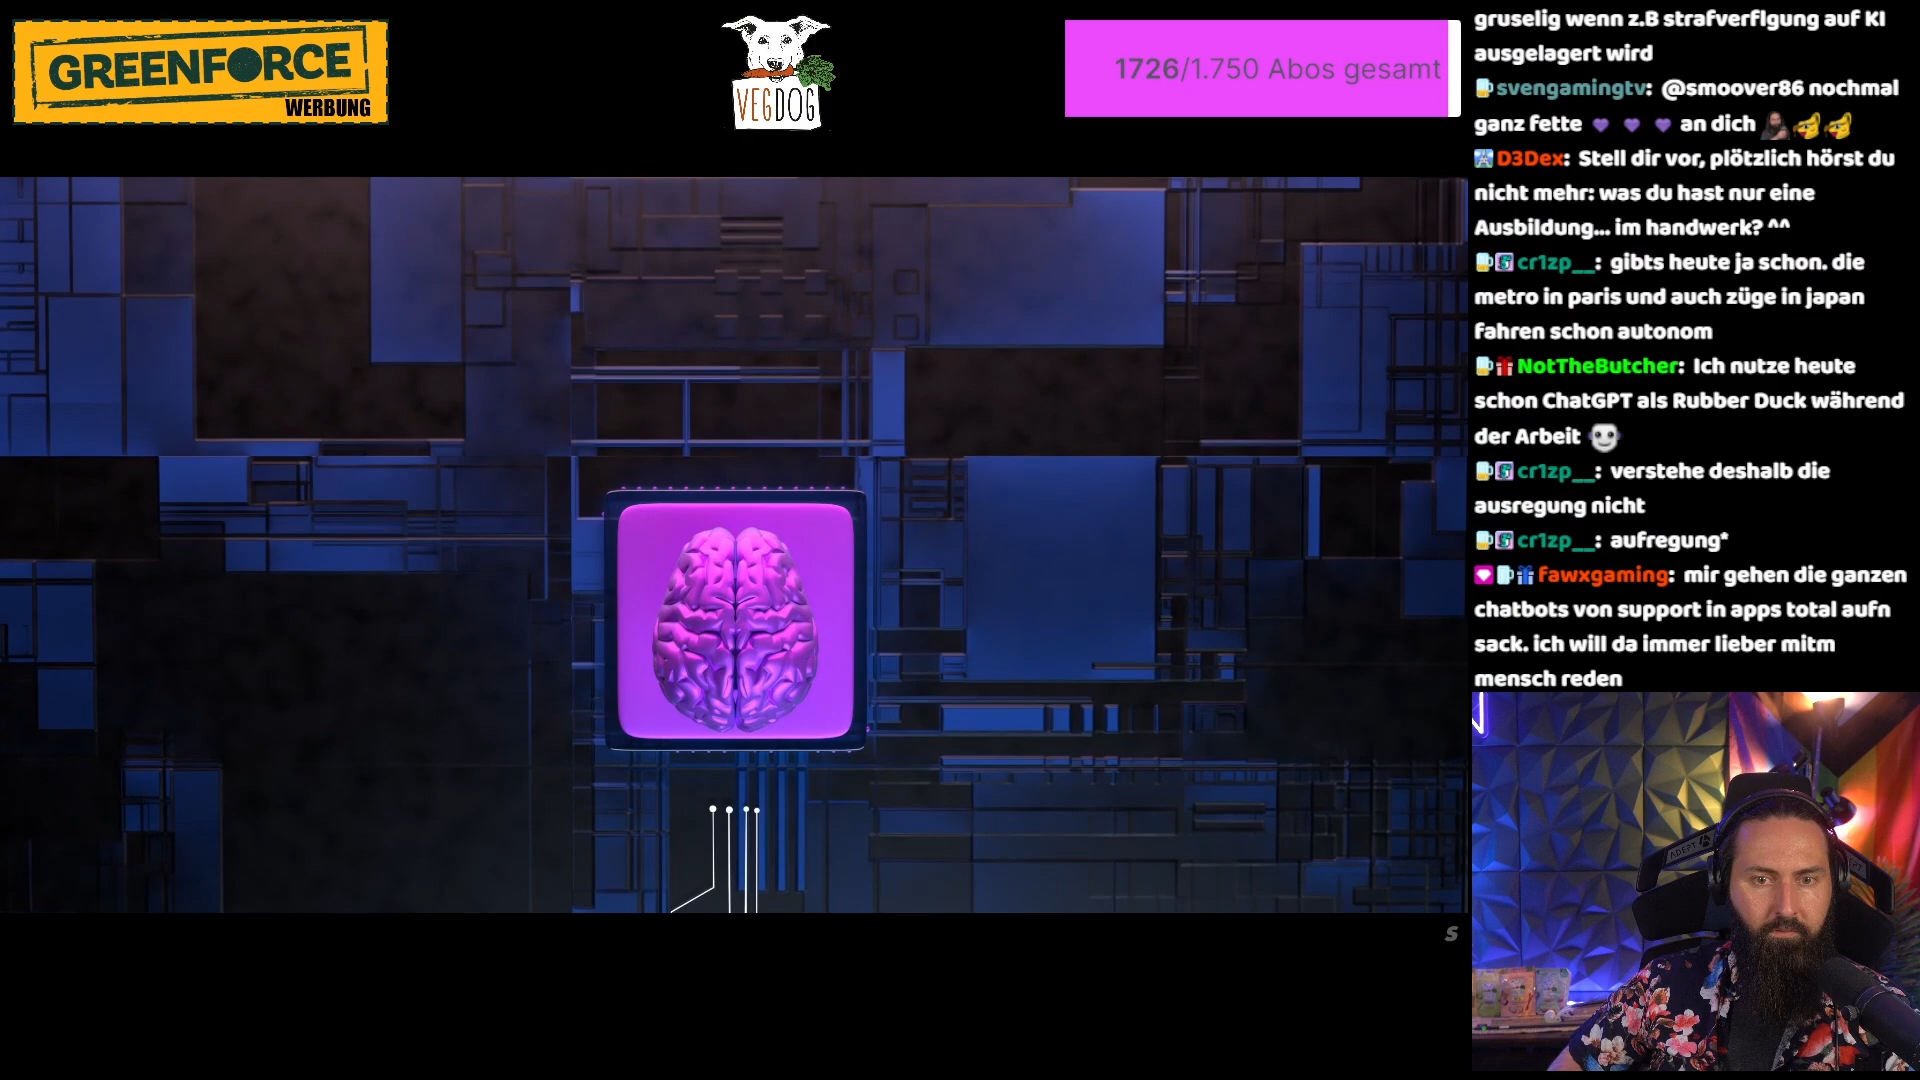 GREENFORCE
WERBUNG
VEGDOG
1726/1.750 Abos gesamt
gruselig wenn z.B strafverflgung auf KI
ausgelagert wird
svengamingtv: @smoover86 nochmal
ganz fette an dich
D3Dex: Stell dir vor, plötzlich hörst du
nicht mehr: was du hast nur eine
Ausbildung... im handwerk? ^^
cr1zp__: gibts heute ja schon. die
metro in paris und auch züge in japan
fahren schon autonom
NotTheButcher: Ich nutze heute
schon ChatGPT als Rubber Duck während
der Arbeit
cr1zp__: verstehe deshalb die
ausregung nicht
cr1zp__: aufregung*
fawxgaming: mir gehen die ganzen
chatbots von support in apps total aufn
sack. ich will da immer lieber mitm
mensch reden
S
ADEPT